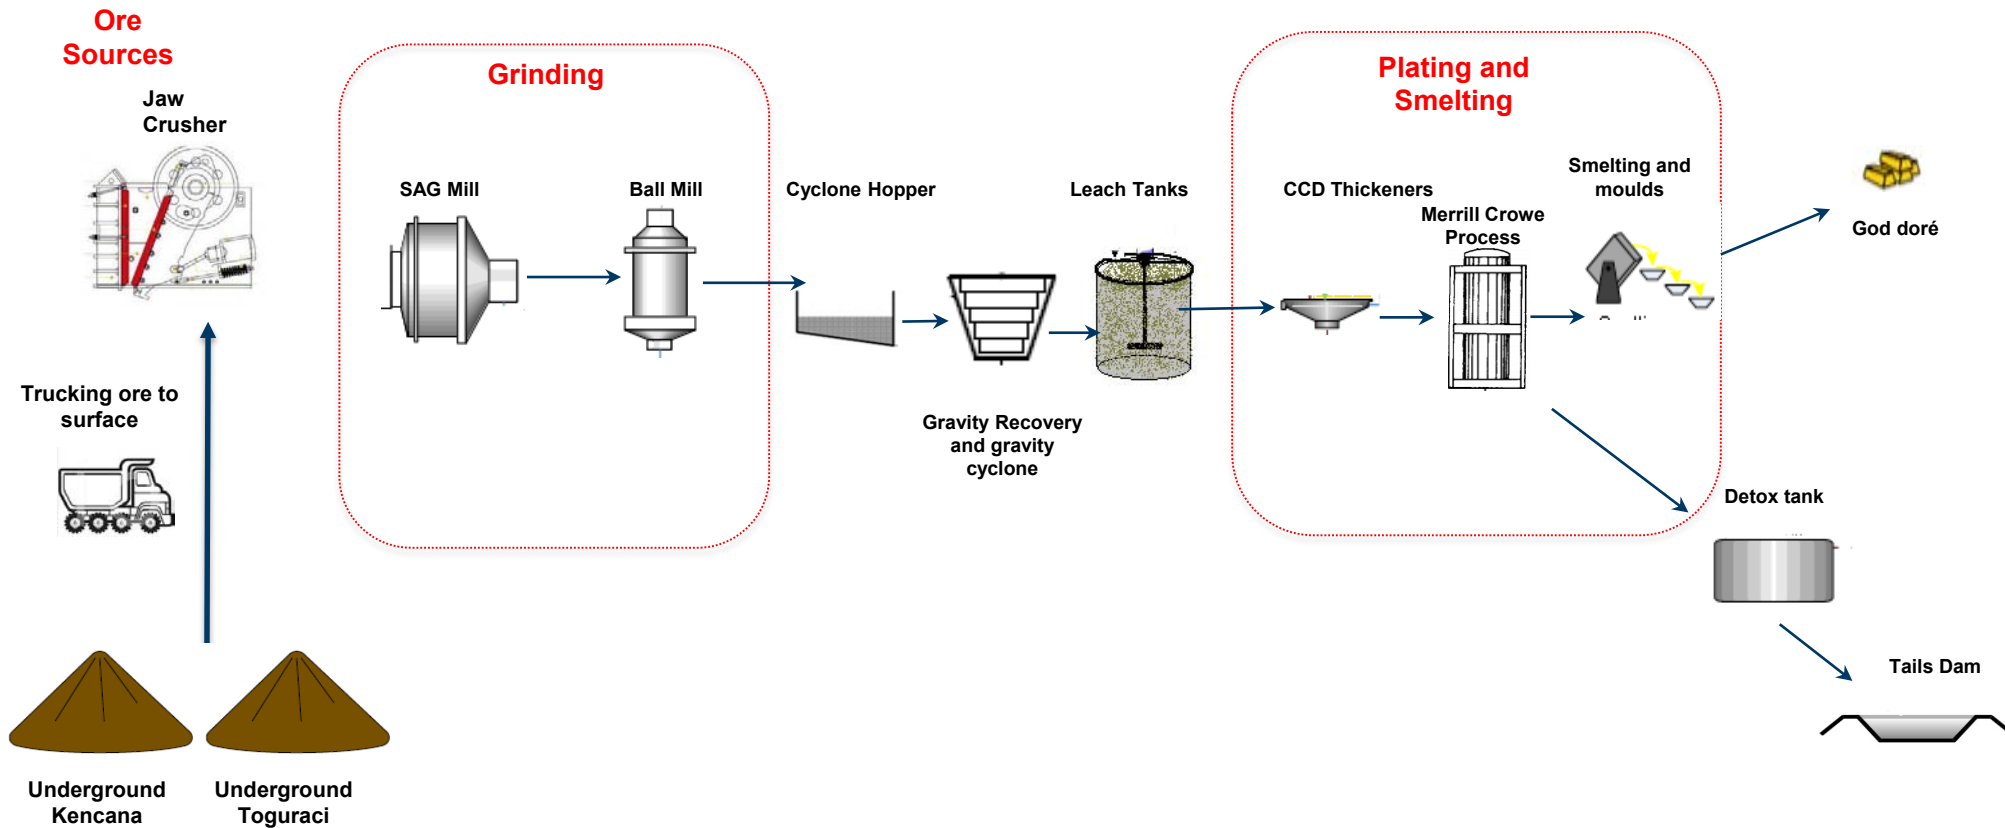 Ore
Sources
Jaw
Crusher
Trucking ore to
surface
Underground
Kencana
Underground
Toguraci
Grinding
SAG Mill
Ball Mill
Cyclone Hopper
Gravity Recovery
and gravity
cyclone
Leach Tanks
Plating and
Smelting
CCD Thickeners
Merrill Crowe
Process
Smelting and
moulds
God doré
Detox tank
Tails Dam